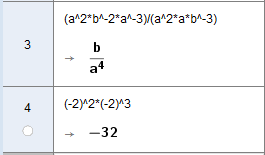 (a^2*b^-2*a^-3)/(a^2*a*b^-3)
3
→ b/a⁴
4
(-2)^2*(-2)^3
→ −32